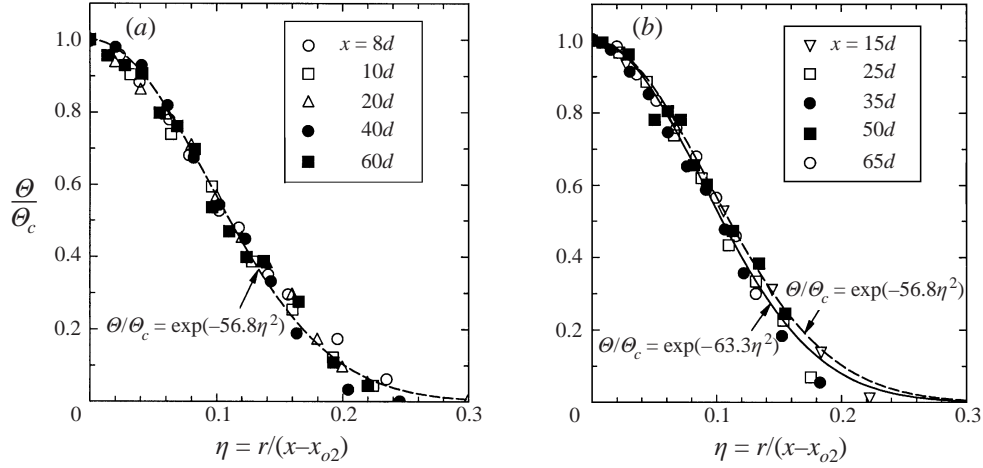 (a)
x = 8d
10d
20d
40d
60d
1.0
0.8
0.6
0.4
0.2
0
Θ/Θc
Θ/Θc = exp(–56.8η²)
0.1
0.2
0.3
η = r/(x–xo2)
(b)
x = 15d
25d
35d
50d
65d
1.0
0.8
0.6
0.4
0.2
0
Θ/Θc = exp(–56.8η²)
Θ/Θc = exp(–63.3η²)
0.1
0.2
0.3
η = r/(x–xo2)